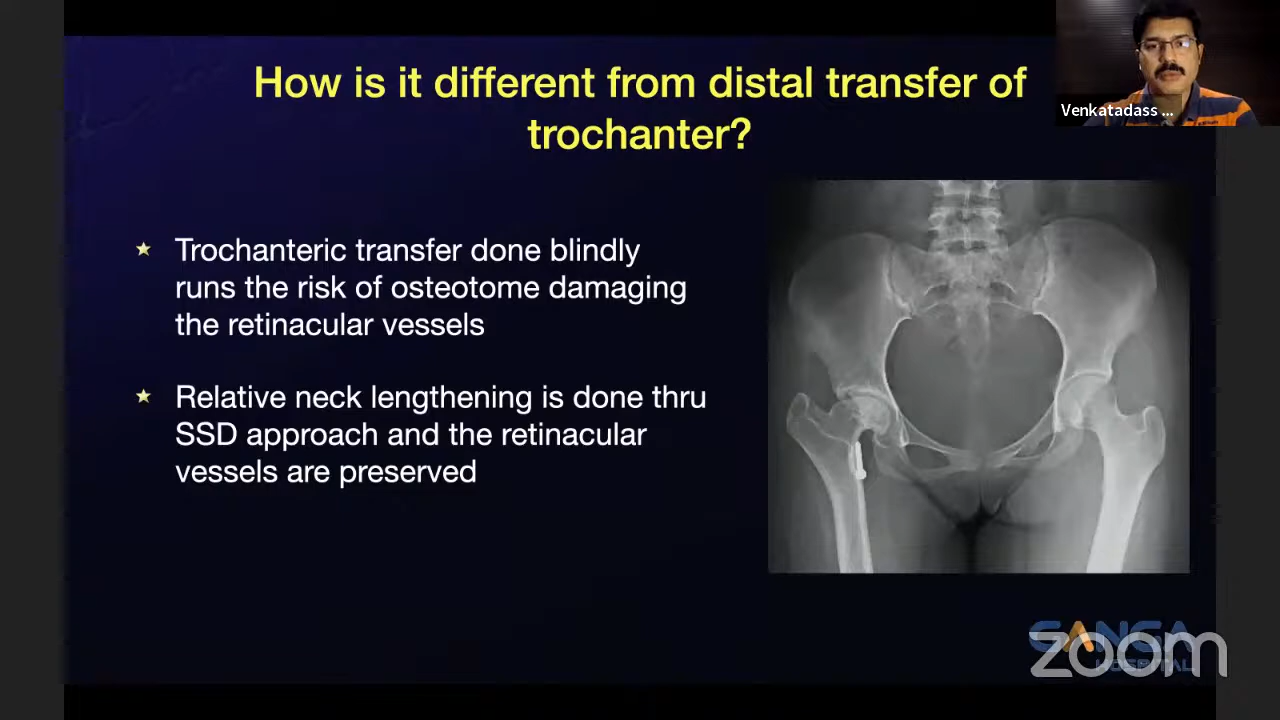 How is it different from distal transfer of
trochanter?
Venkatadass ...
★ Trochanteric transfer done blindly
runs the risk of osteotome damaging
the retinacular vessels
★ Relative neck lengthening is done thru
SSD approach and the retinacular
vessels are preserved
GANGA
zoom
HOSPITAL